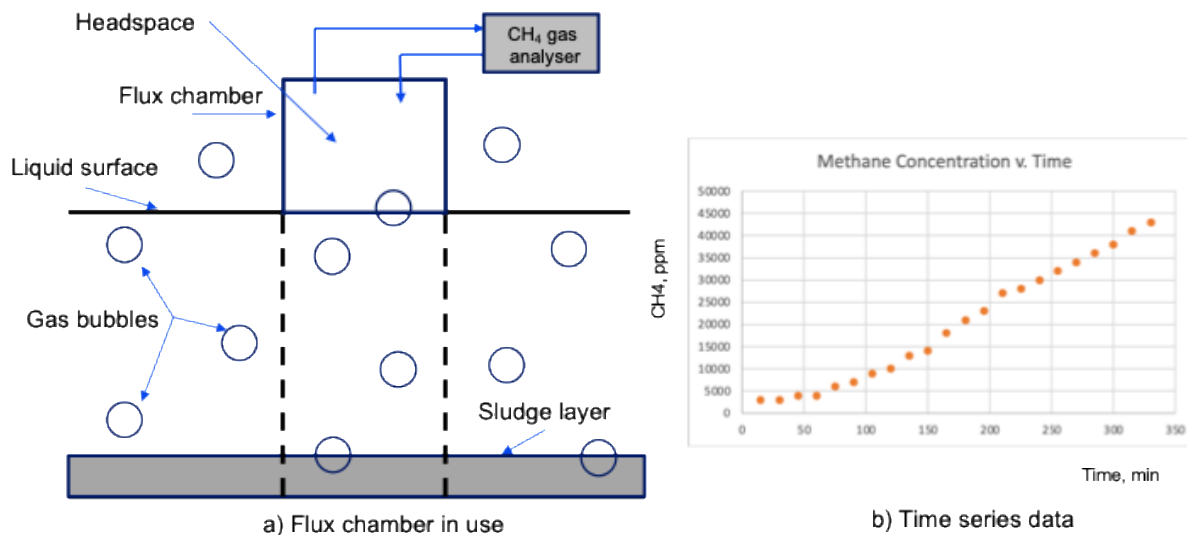 Headspace
CH₄ gas
analyser
Flux chamber
Liquid surface
Gas bubbles
Sludge layer
a) Flux chamber in use
Methane Concentration v. Time
50000
45000
40000
35000
30000
25000
20000
15000
10000
5000
0
CH4, ppm
0 50 100 150 200 250 300 350
Time, min
b) Time series data